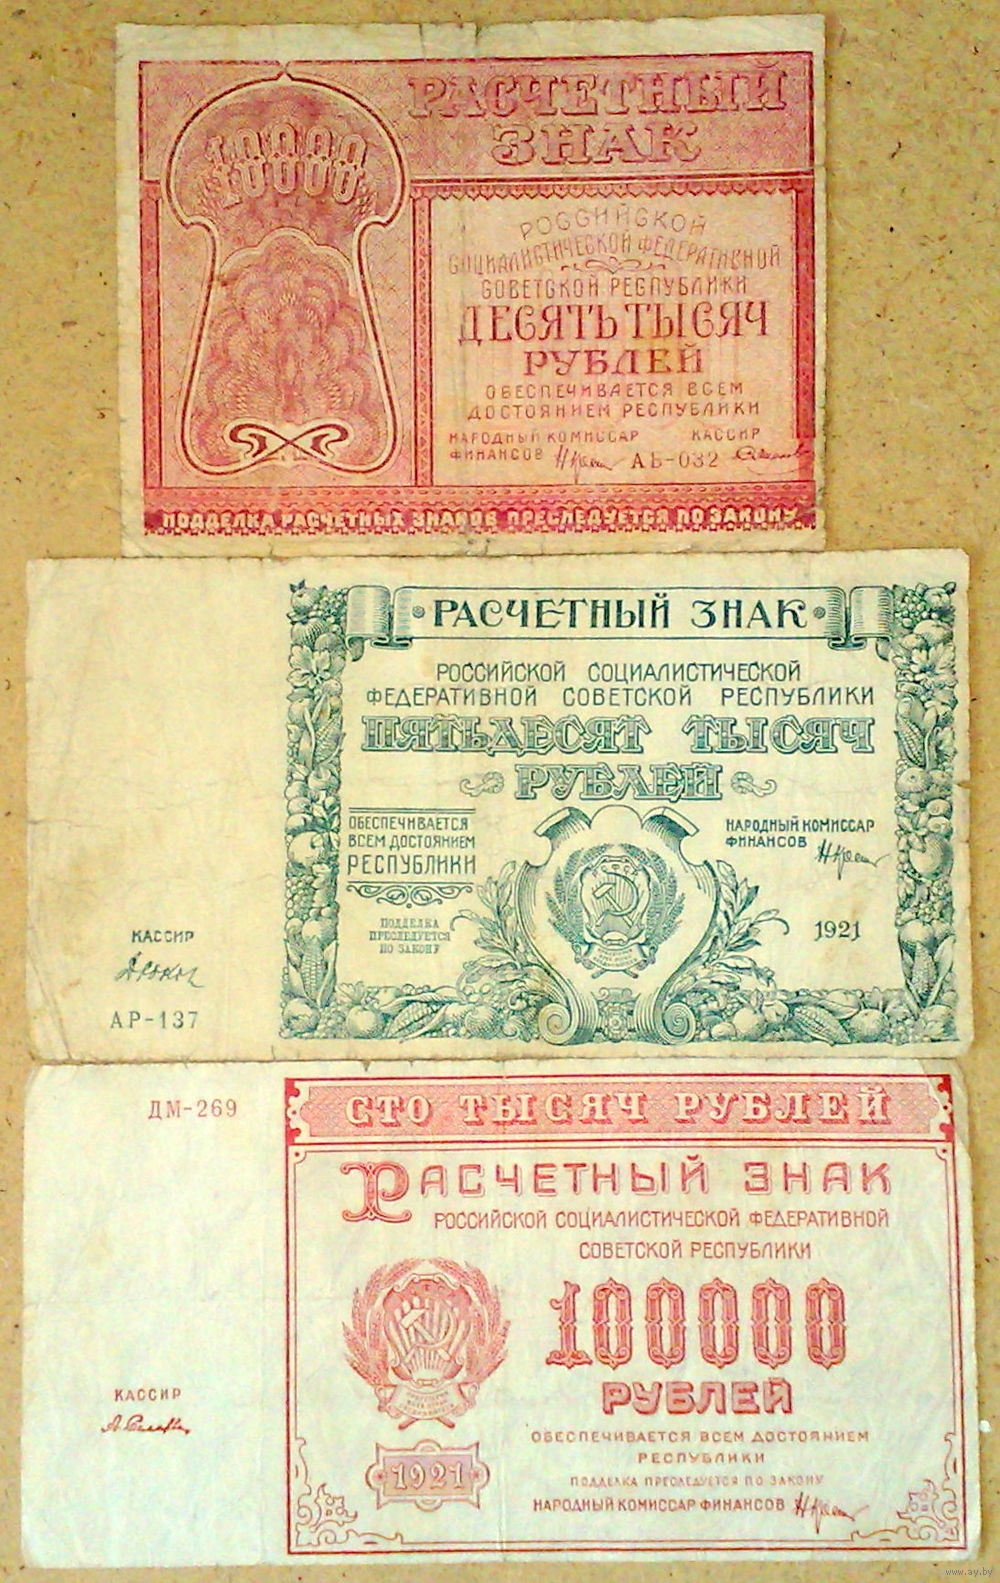 10000
10000
РАСЧЕТНЫЙ
ЗНАК
РОССИЙСКОЙ
СОЦИАЛИСТИЧЕСКОЙ ФЕДЕРАТИВНОЙ
СОВЕТСКОЙ РЕСПУБЛИКИ
ДЕСЯТЬ ТЫСЯЧ
РУБЛЕЙ
ОБЕСПЕЧИВАЕТСЯ ВСЕМ
ДОСТОЯНИЕМ РЕСПУБЛИКИ
НАРОДНЫЙ КОМИССАР
ФИНАНСОВ
КАССИР
АБ-032
ПОДДЕЛКА РАСЧЕТНЫХ ЗНАКОВ ПРЕСЛЕДУЕТСЯ ПО ЗАКОНУ
РАСЧЕТНЫЙ ЗНАК
РОССИЙСКОЙ СОЦИАЛИСТИЧЕСКОЙ
ФЕДЕРАТИВНОЙ СОВЕТСКОЙ РЕСПУБЛИКИ
ПЯТЬДЕСЯТ ТЫСЯЧ
РУБЛЕЙ
ОБЕСПЕЧИВАЕТСЯ
ВСЕМ ДОСТОЯНИЕМ
РЕСПУБЛИКИ
НАРОДНЫЙ КОМИССАР
ФИНАНСОВ
ПОДДЕЛКА
ПРЕСЛЕДУЕТСЯ
ПО ЗАКОНУ
1921
КАССИР
АР-137
ДМ-269
СТО ТЫСЯЧ РУБЛЕЙ
РАСЧЕТНЫЙ ЗНАК
РОССИЙСКОЙ СОЦИАЛИСТИЧЕСКОЙ ФЕДЕРАТИВНОЙ
СОВЕТСКОЙ РЕСПУБЛИКИ
100000
РУБЛЕЙ
ОБЕСПЕЧИВАЕТСЯ ВСЕМ ДОСТОЯНИЕМ
РЕСПУБЛИКИ
ПОДДЕЛКА ПРЕСЛЕДУЕТСЯ ПО ЗАКОНУ
НАРОДНЫЙ КОМИССАР ФИНАНСОВ
КАССИР
1921
www.ay.by